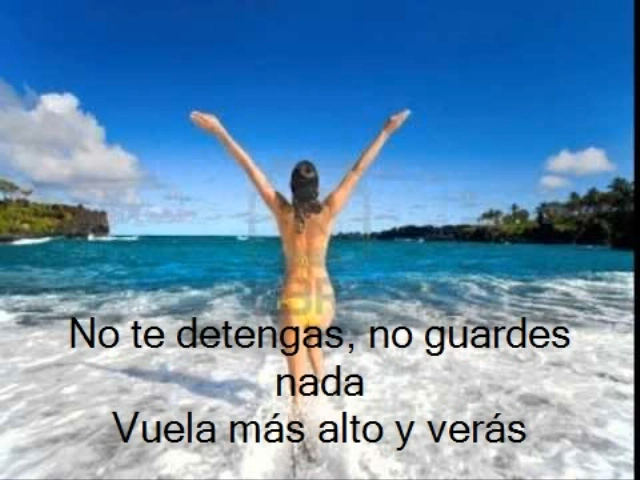 No te detengas, no guardes
nada
Vuela más alto y verás